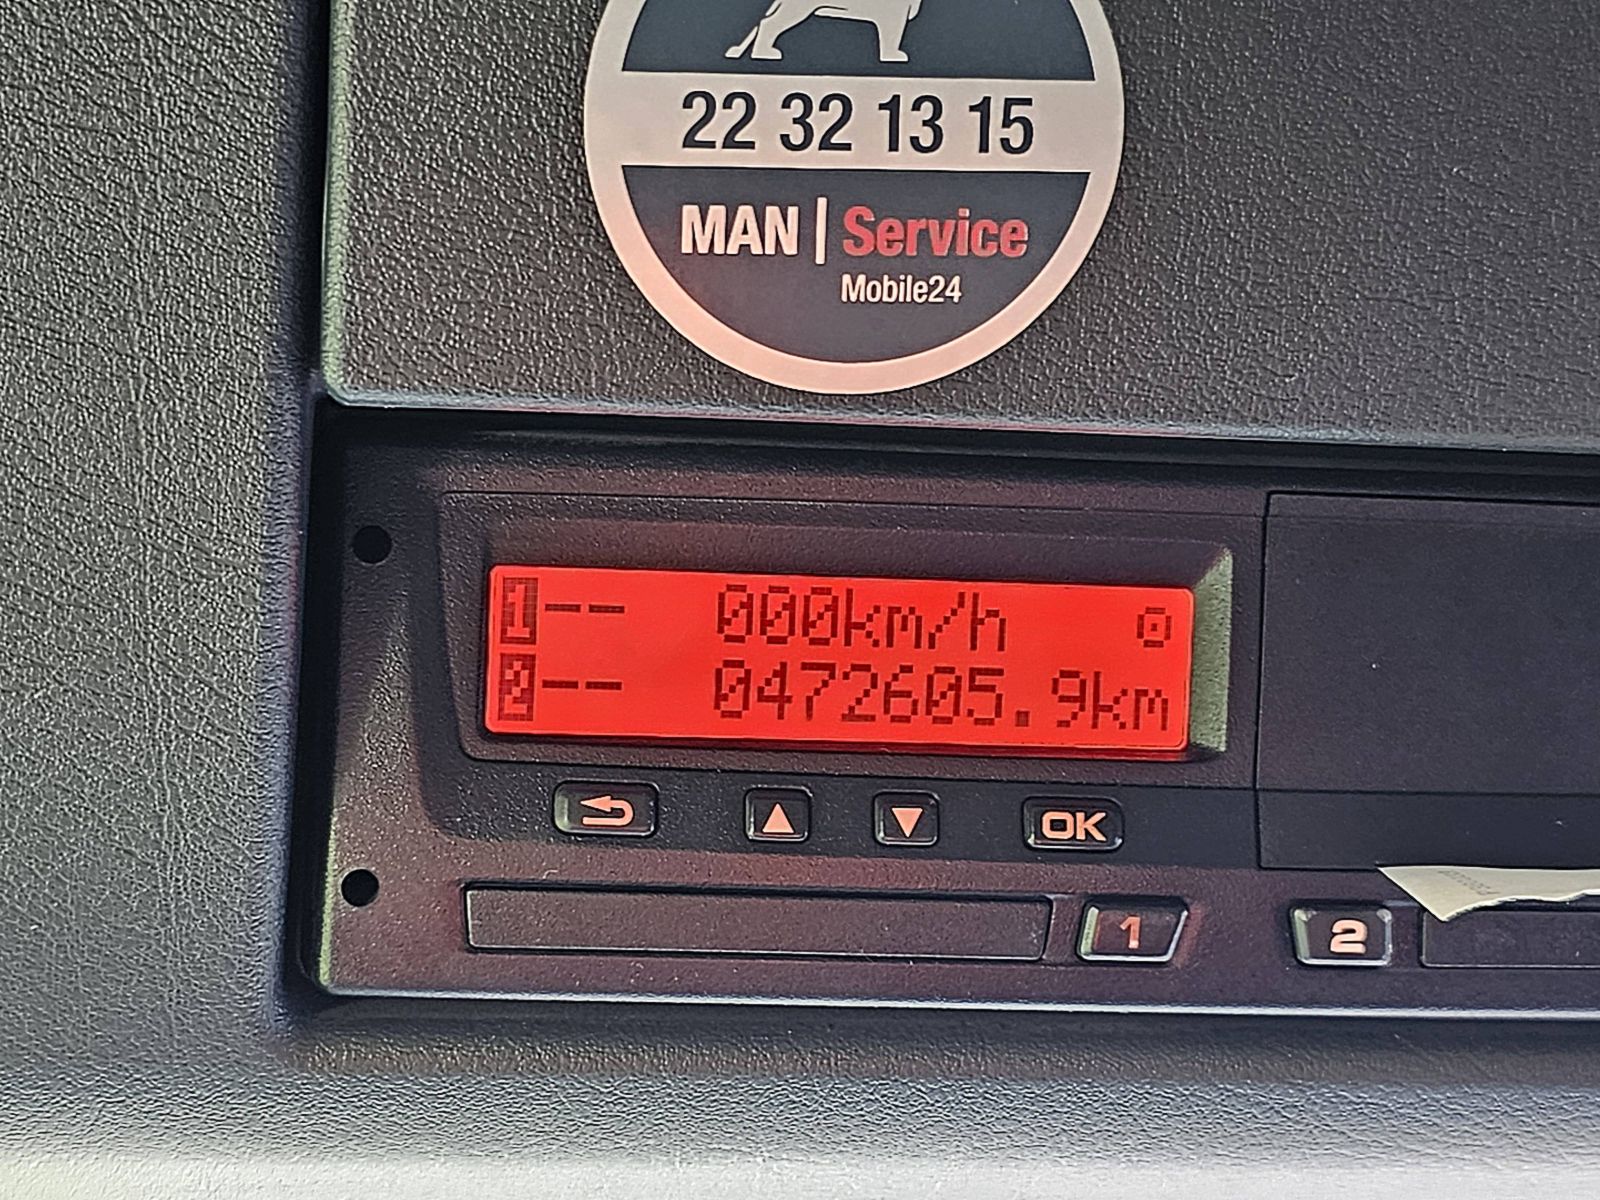 22 32 13 15
MAN | Service
Mobile24
1 -- 000km/h
2 -- 0472605.9km
OK
1
2